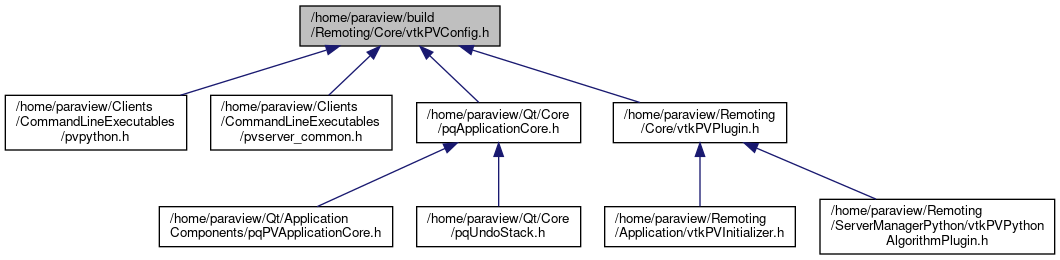 /home/paraview/build
/Remoting/Core/vtkPVConfig.h
/home/paraview/Clients
/CommandLineExecutables
/pvpython.h
/home/paraview/Clients
/CommandLineExecutables
/pvserver_common.h
/home/paraview/Qt/Core
/pqApplicationCore.h
/home/paraview/Remoting
/Core/vtkPVPlugin.h
/home/paraview/Qt/Application
Components/pqPVApplicationCore.h
/home/paraview/Qt/Core
/pqUndoStack.h
/home/paraview/Remoting
/Application/vtkPVInitializer.h
/home/paraview/Remoting
/ServerManagerPython/vtkPVPython
AlgorithmPlugin.h